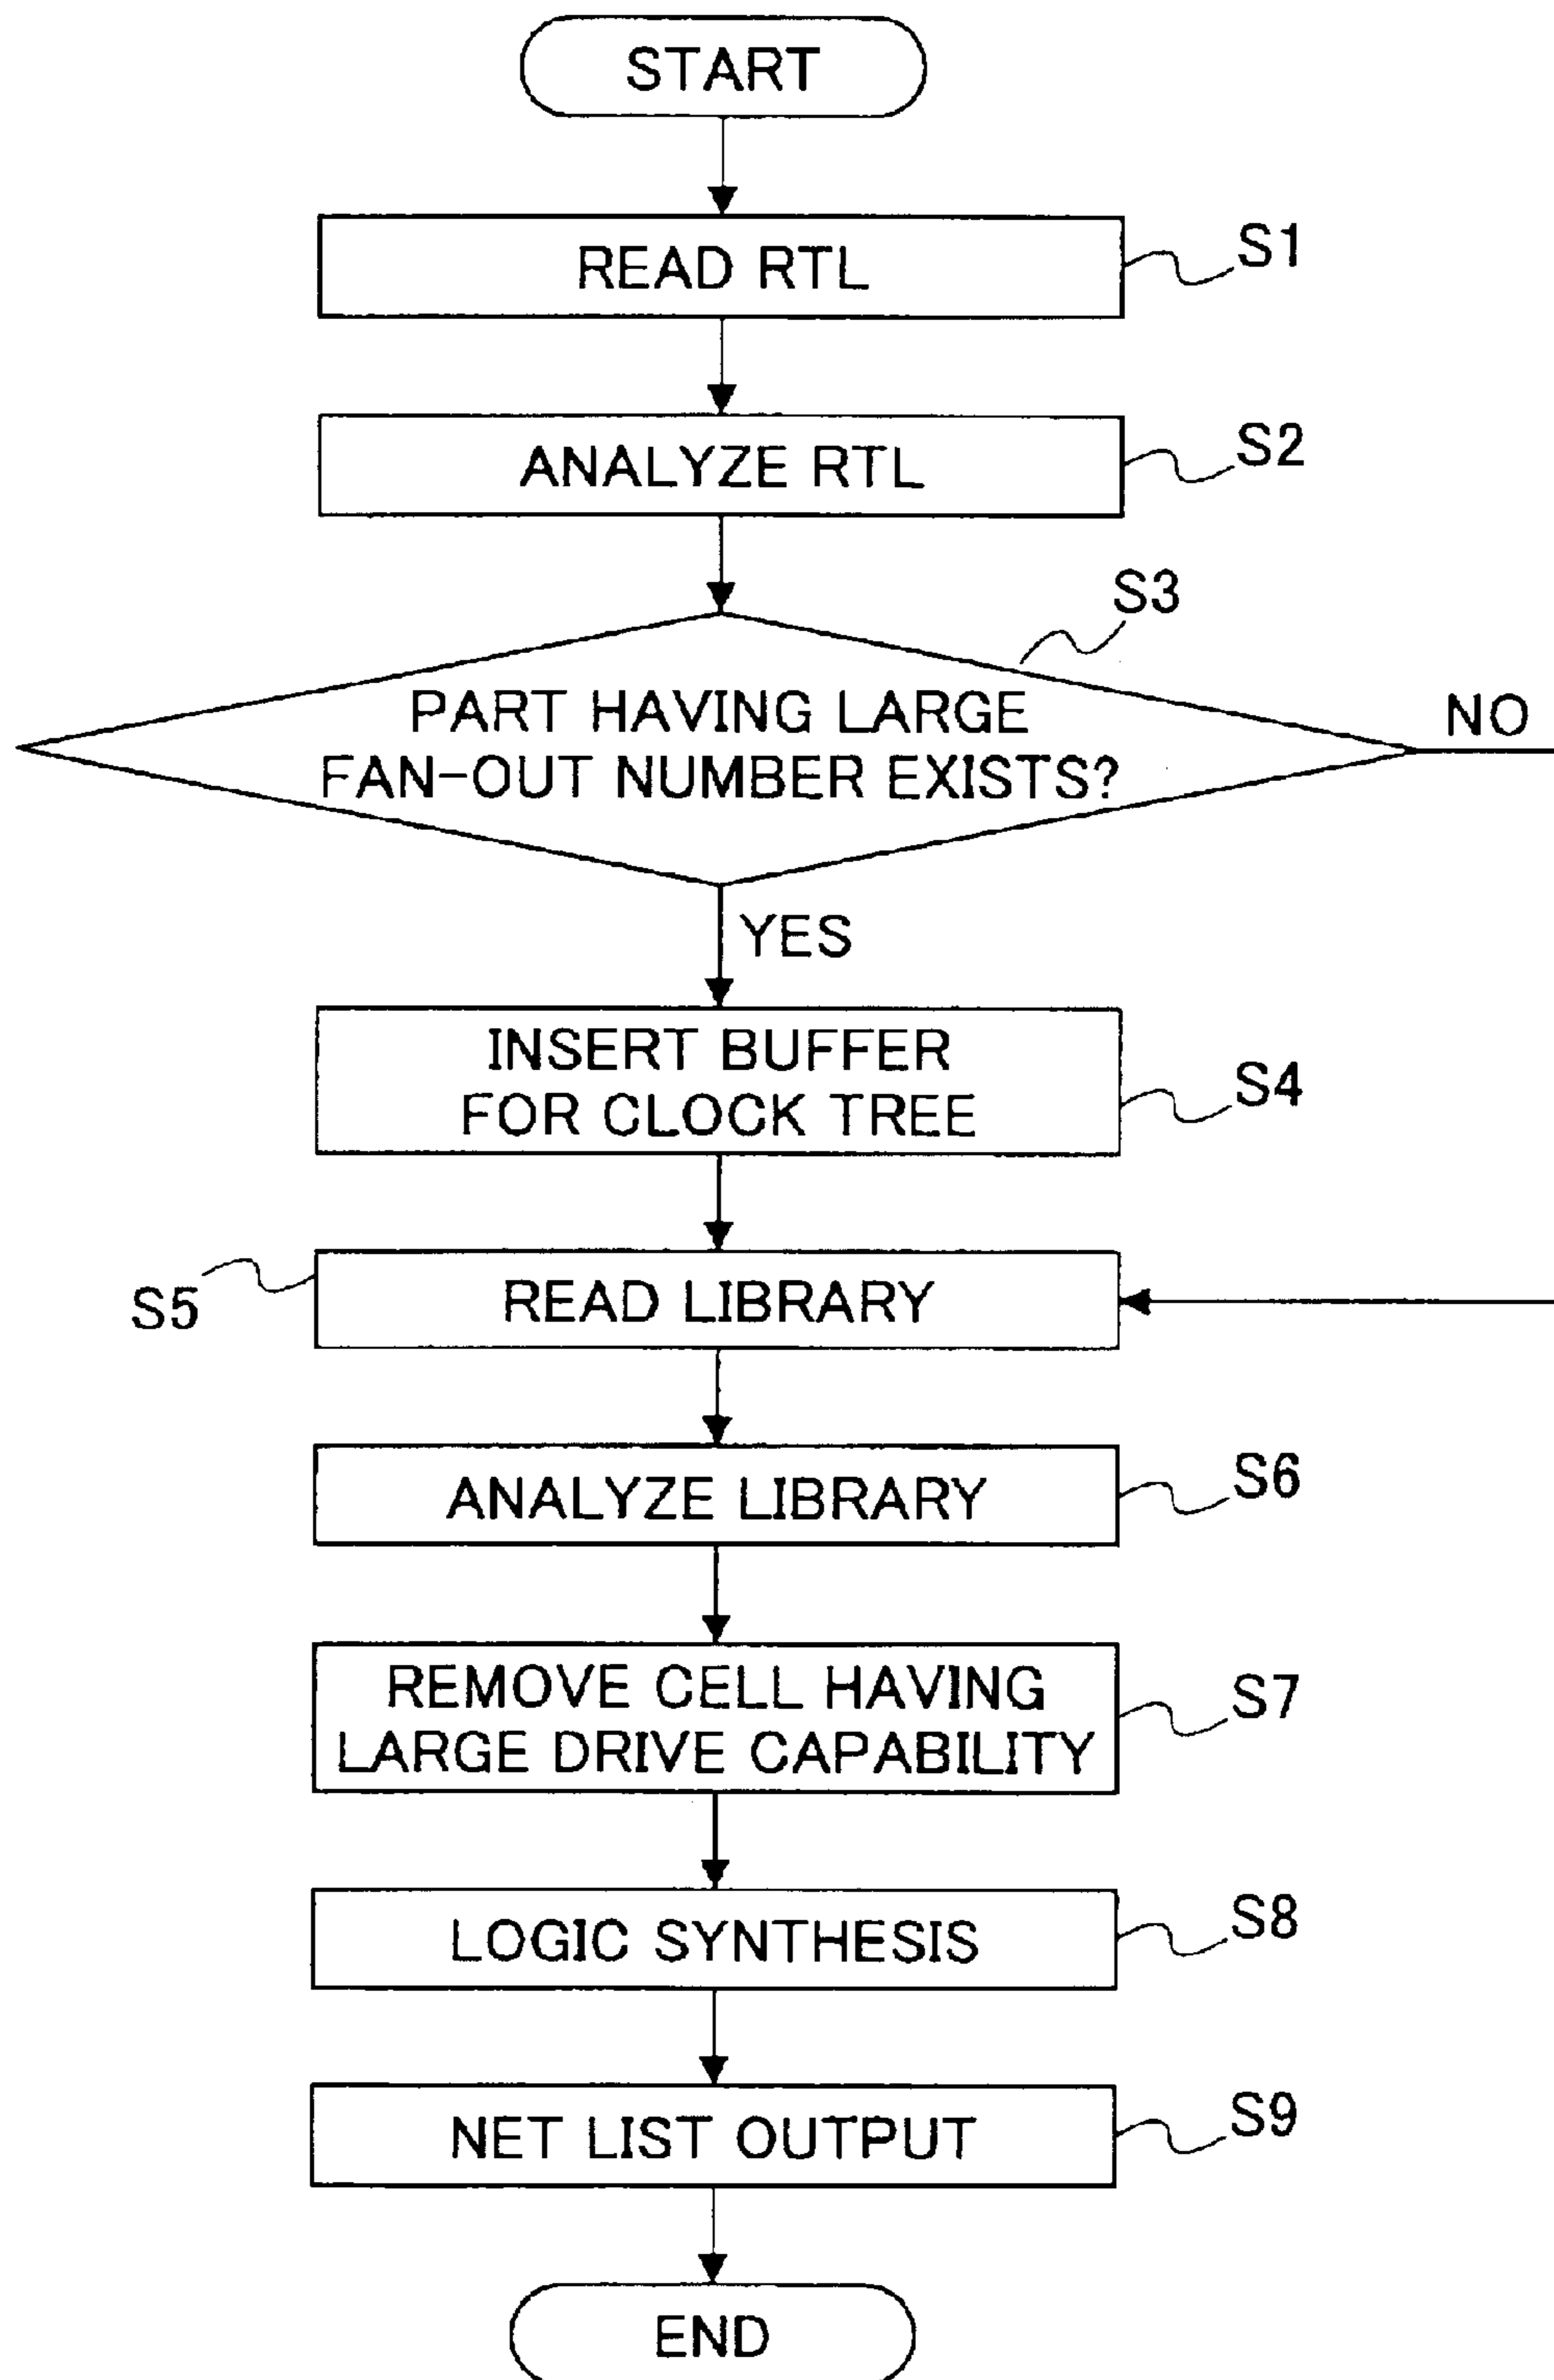 START
READ RTL
S1
ANALYZE RTL
S2
S3
PART HAVING LARGE
FAN-OUT NUMBER EXISTS?
NO
YES
INSERT BUFFER
FOR CLOCK TREE
S4
S5
READ LIBRARY
ANALYZE LIBRARY
S6
REMOVE CELL HAVING
LARGE DRIVE CAPABILITY
S7
LOGIC SYNTHESIS
S8
NET LIST OUTPUT
S9
END